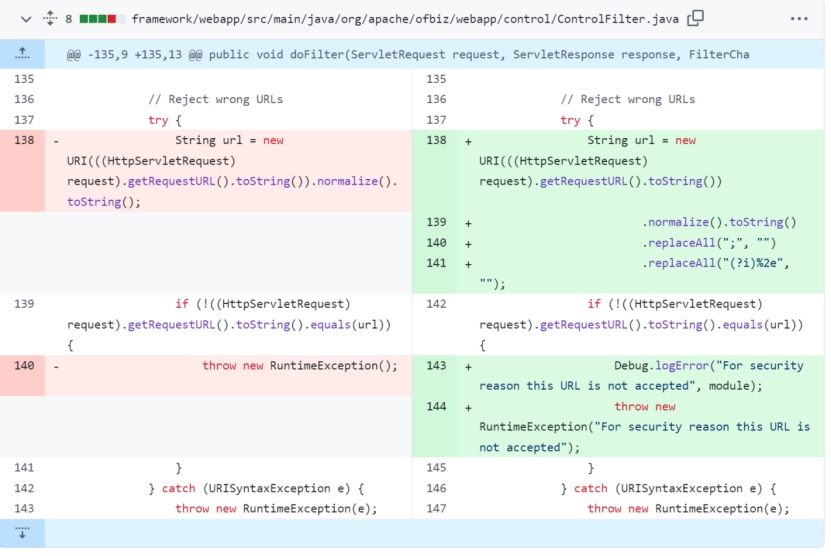 8 framework/webapp/src/main/java/org/apache/ofbiz/webapp/control/ControlFilter.java
@@ -135,9 +135,13 @@ public void doFilter(ServletRequest request, ServletResponse response, FilterCha
135
136 // Reject wrong URLs
137 try {
138 - String url = new
URI(((HttpServletRequest)
request).getRequestURL().toString()).normalize().
toString();
139 if (!((HttpServletRequest)
request).getRequestURL().toString().equals(url))
{
140 - throw new RuntimeException();
141 }
142 } catch (URISyntaxException e) {
143 throw new RuntimeException(e);
135
136 // Reject wrong URLs
137 try {
138 + String url = new
URI(((HttpServletRequest)
request).getRequestURL().toString())
139 + .normalize().toString()
140 + .replaceAll(";", "")
141 + .replaceAll("(?i)%2e",
"");
142 if (!((HttpServletRequest)
request).getRequestURL().toString().equals(url))
{
143 + Debug.logError("For security
reason this URL is not accepted", module);
144 + throw new
RuntimeException("For security reason this URL is
not accepted");
145 }
146 } catch (URISyntaxException e) {
147 throw new RuntimeException(e);